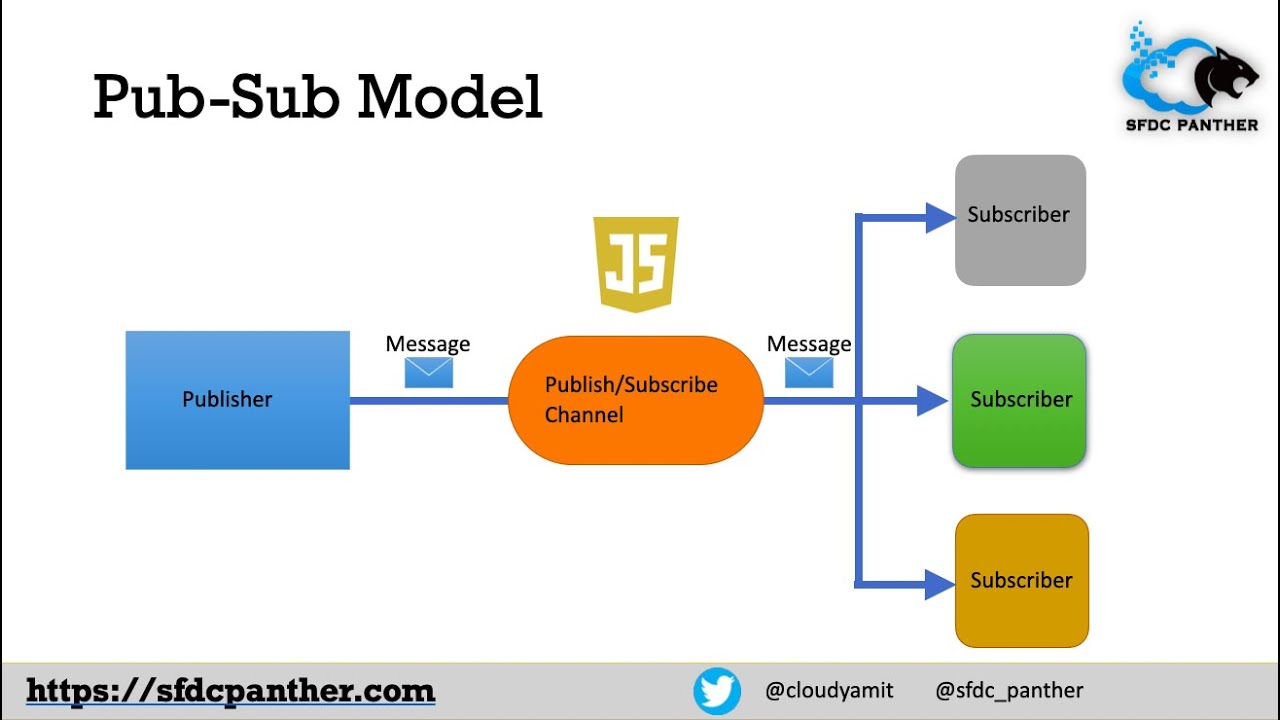 Pub-Sub Model
SFDC PANTHER
JS
Subscriber
Message
Message
Publisher
Publish/Subscribe
Channel
Subscriber
Subscriber
https://sfdcpanther.com
@cloudyamit
@sfdc_panther